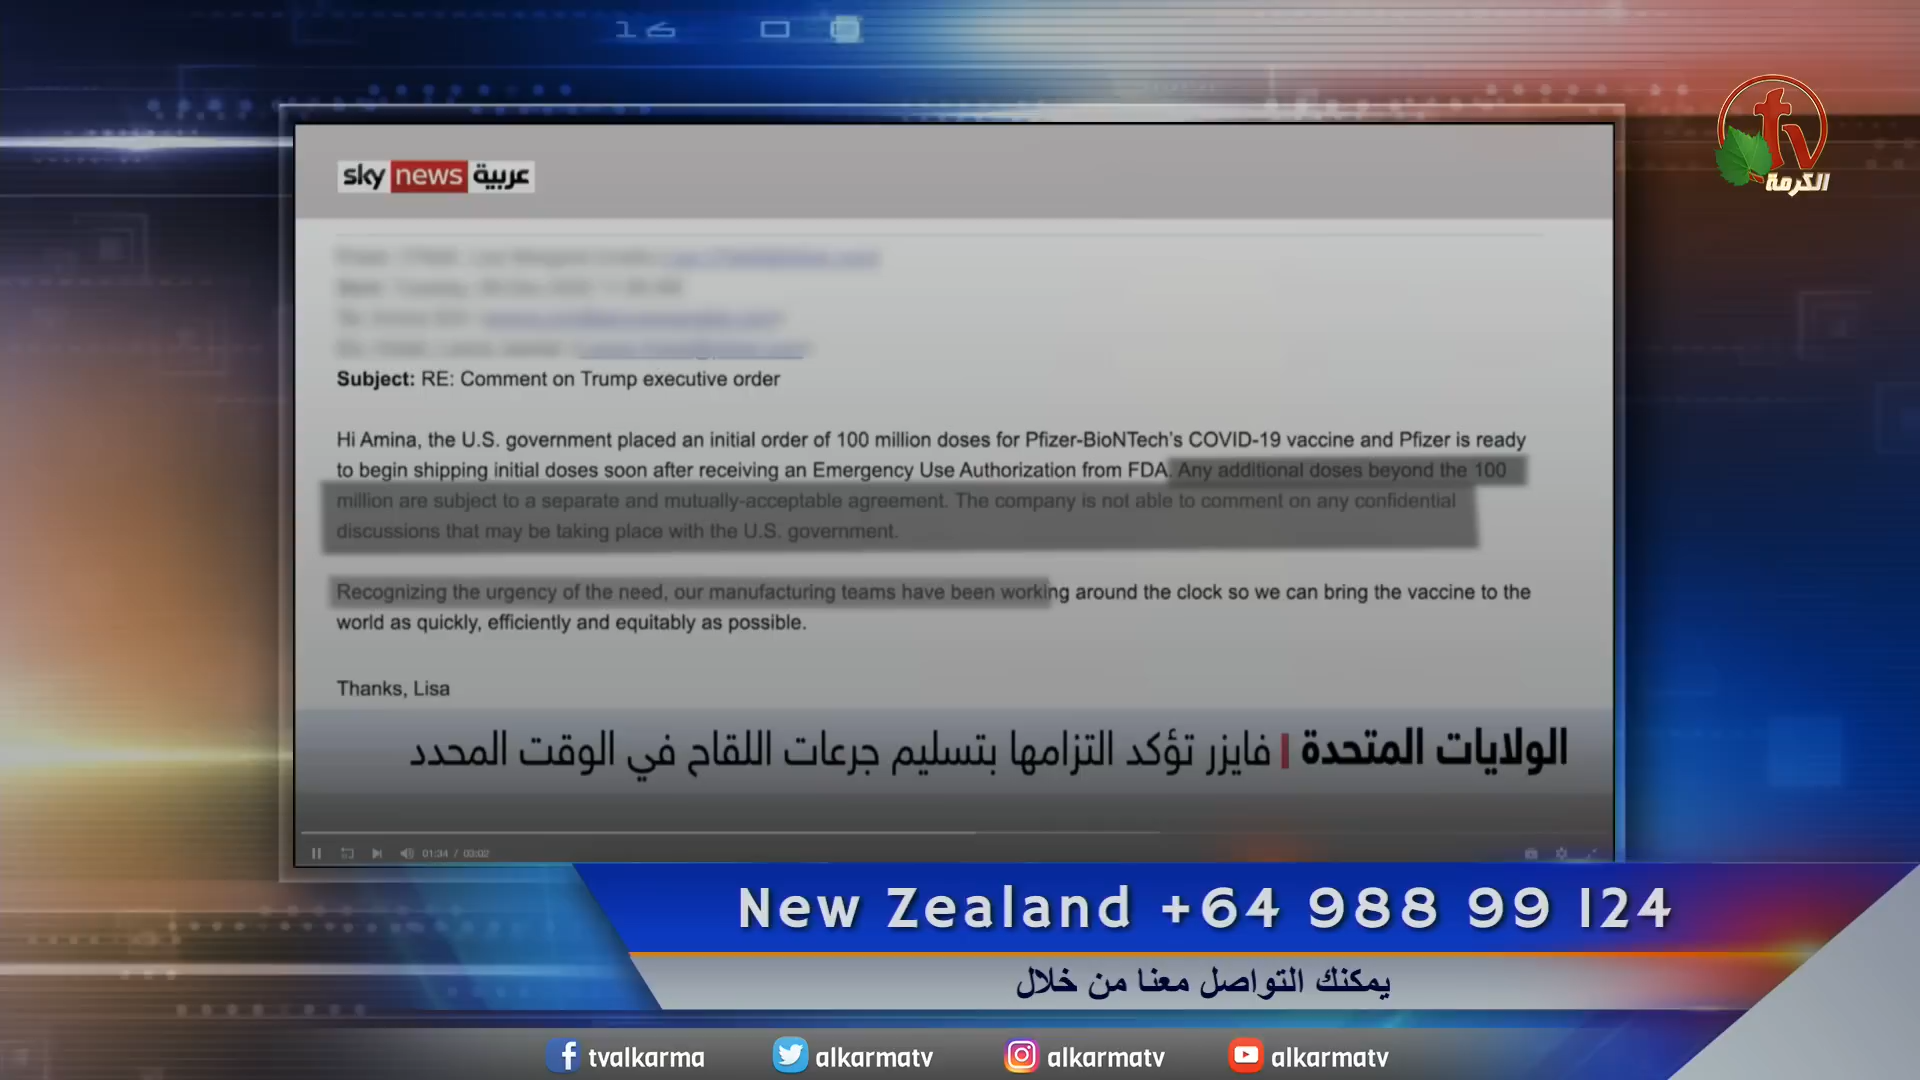 16
tv
الكرمة
sky news عربية
Subject: RE: Comment on Trump executive order
Hi Amina, the U.S. government placed an initial order of 100 million doses for Pfizer-BioNTech's COVID-19 vaccine and Pfizer is ready
to begin shipping initial doses soon after receiving an Emergency Use Authorization from FDA. Any additional doses beyond the 100
million are subject to a separate and mutually-acceptable agreement. The company is not able to comment on any confidential
discussions that may be taking place with the U.S. government.
Recognizing the urgency of the need, our manufacturing teams have been working around the clock so we can bring the vaccine to the
world as quickly, efficiently and equitably as possible.
Thanks, Lisa
الولايات المتحدة | فايزر تؤكد التزامها بتسليم جرعات اللقاح في الوقت المحدد
01:34 / 03:02
New Zealand +64 988 99 124
يمكنك التواصل معنا من خلال
tvalkarma alkarmatv alkarmatv alkarmatv